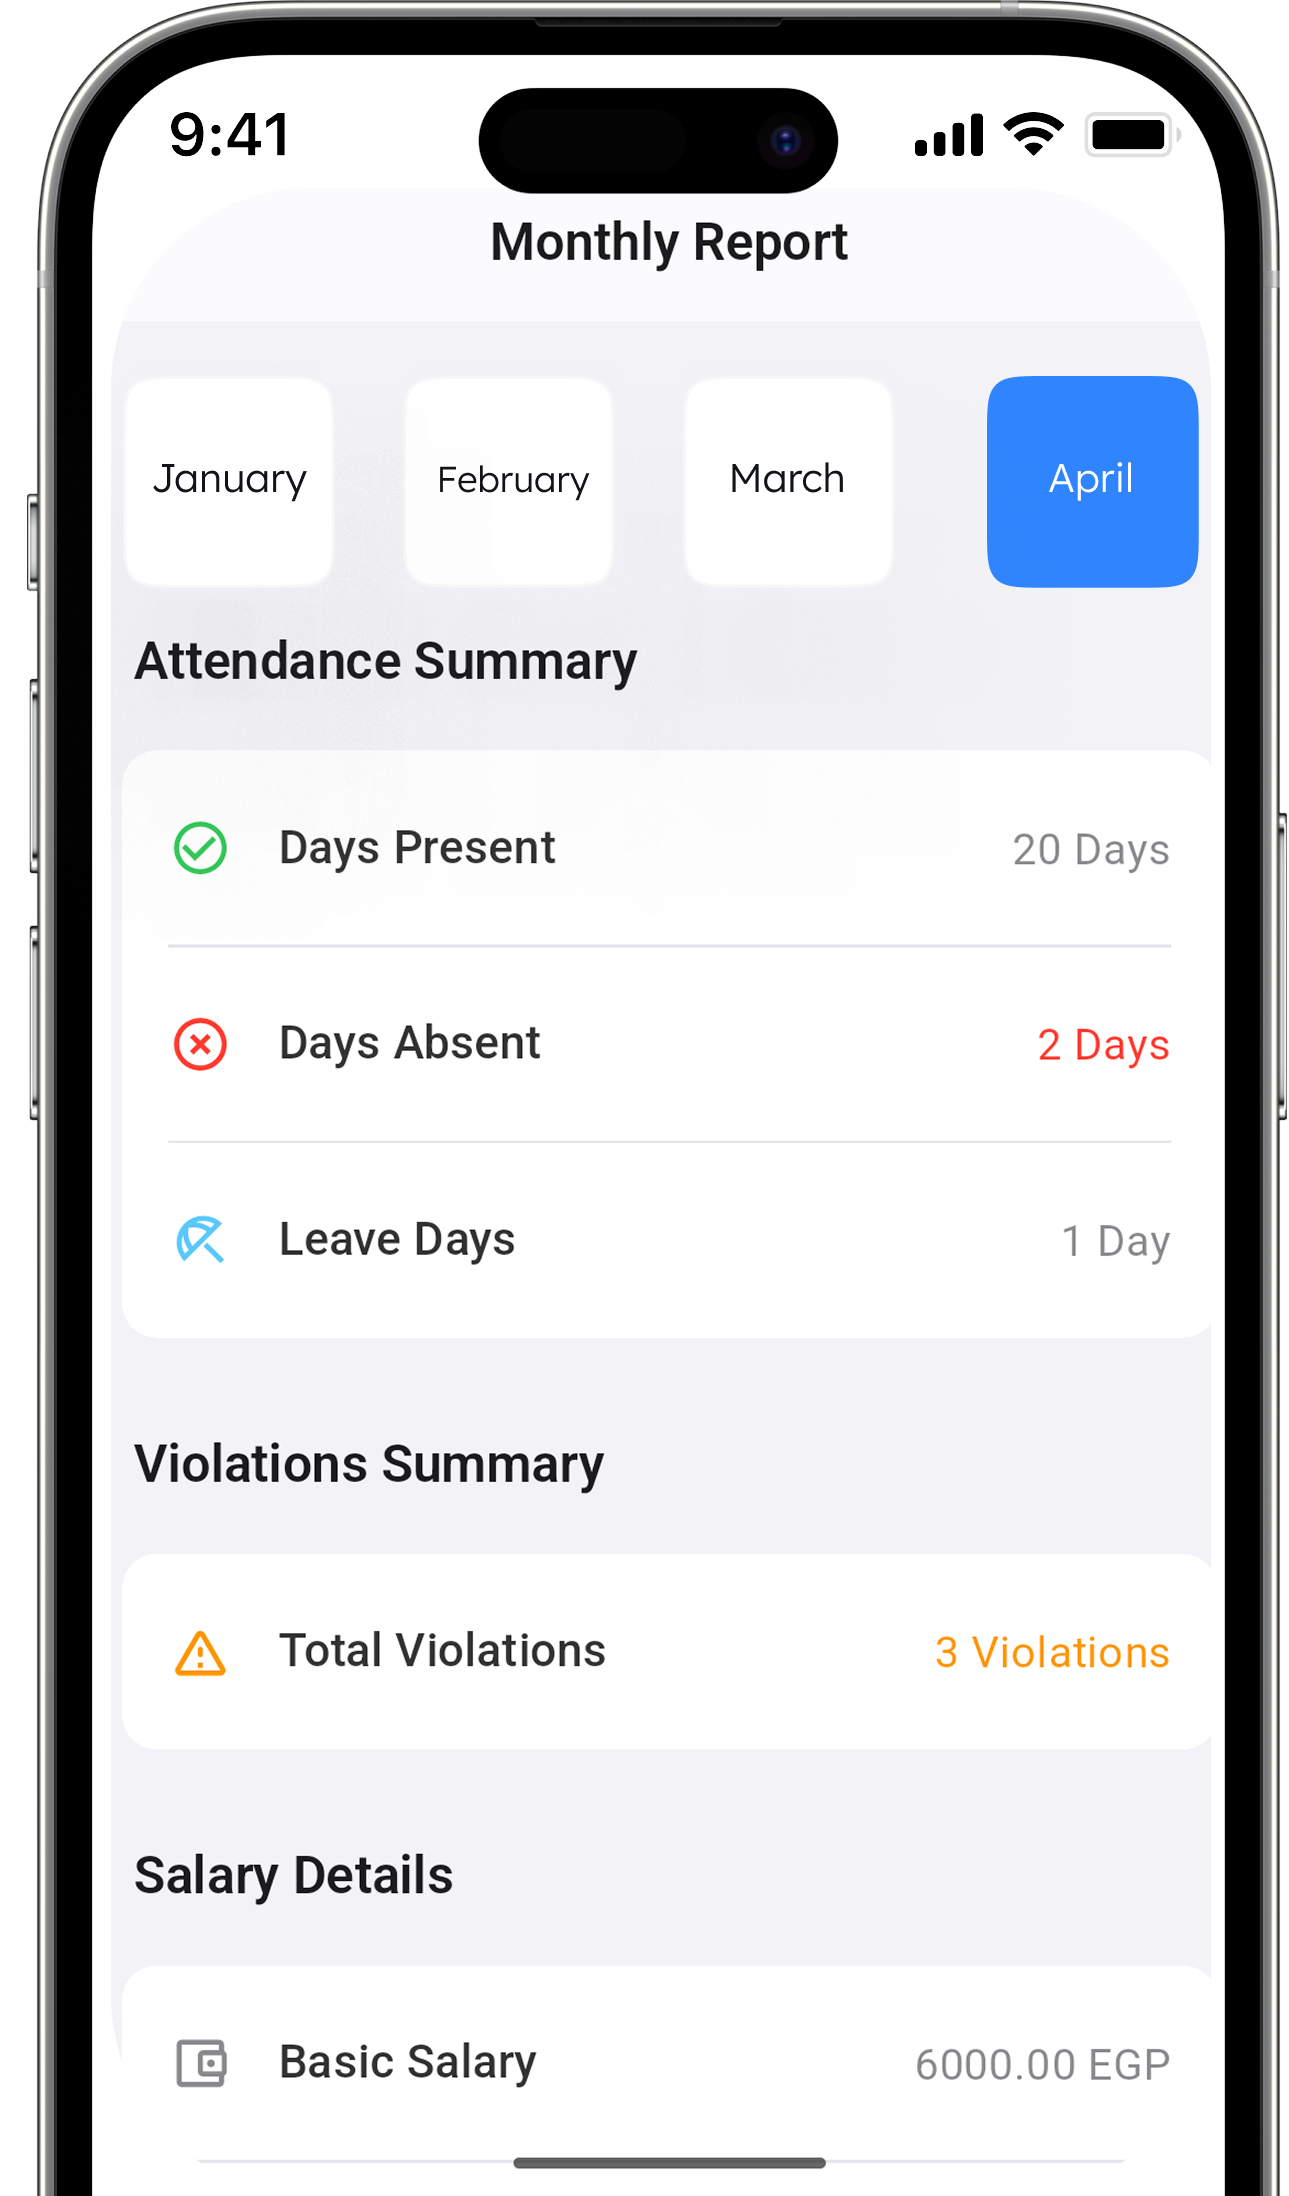 9:41
Monthly Report
January February March April
Attendance Summary
Days Present 20 Days
Days Absent 2 Days
Leave Days 1 Day
Violations Summary
Total Violations 3 Violations
Salary Details
Basic Salary 6000.00 EGP